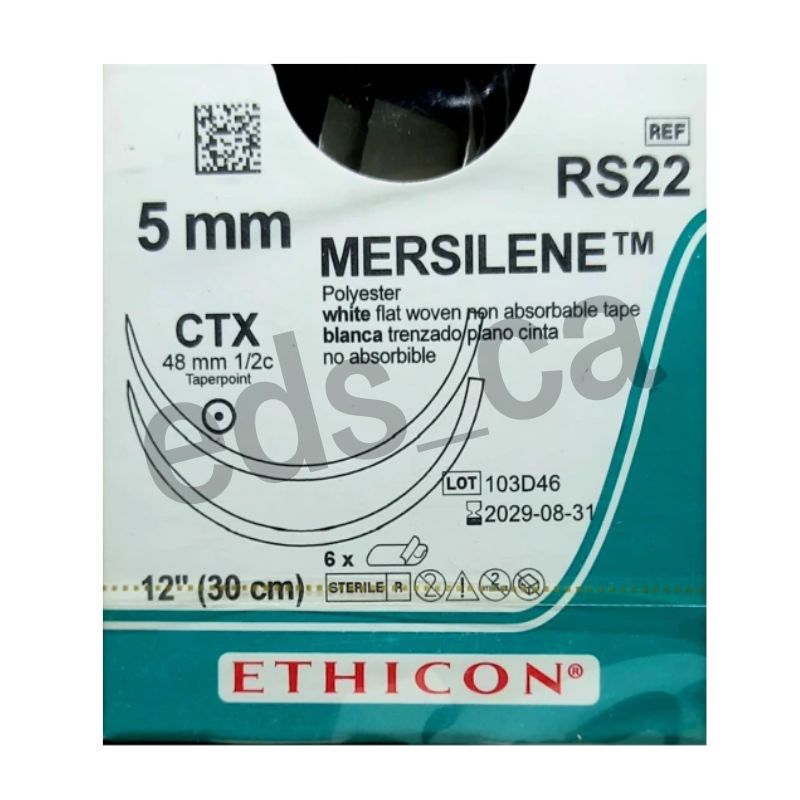 REF
RS22
5 mm
MERSILENE™
Polyester
white flat woven non absorbable tape
blanca trenzado plano cinta
no absorbible
CTX
48 mm 1/2c
Taperpoint
eds_ca
LOT 103D46
2029-08-31
6 x
12" (30 cm)
STERILE R
2
ETHICON®